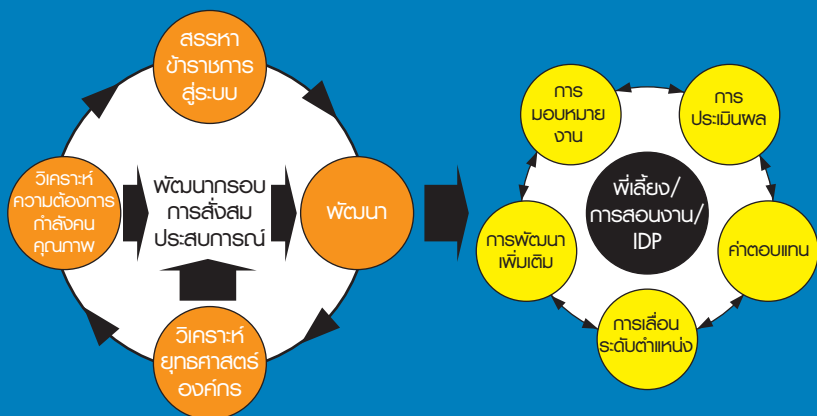 สรรหา
ข้าราชการ
สู่ระบบ
วิเคราะห์
ความต้องการ
กำลังคน
คุณภาพ
พัฒนากรอบ
การสั่งสม
ประสบการณ์
พัฒนา
วิเคราะห์
ยุทธศาสตร์
องค์กร
การ
มอบหมาย
งาน
การ
ประเมินผล
พี่เลี้ยง/
การสอนงาน/
IDP
การพัฒนา
เพิ่มเติม
ค่าตอบแทน
การเลื่อน
ระดับตำแหน่ง